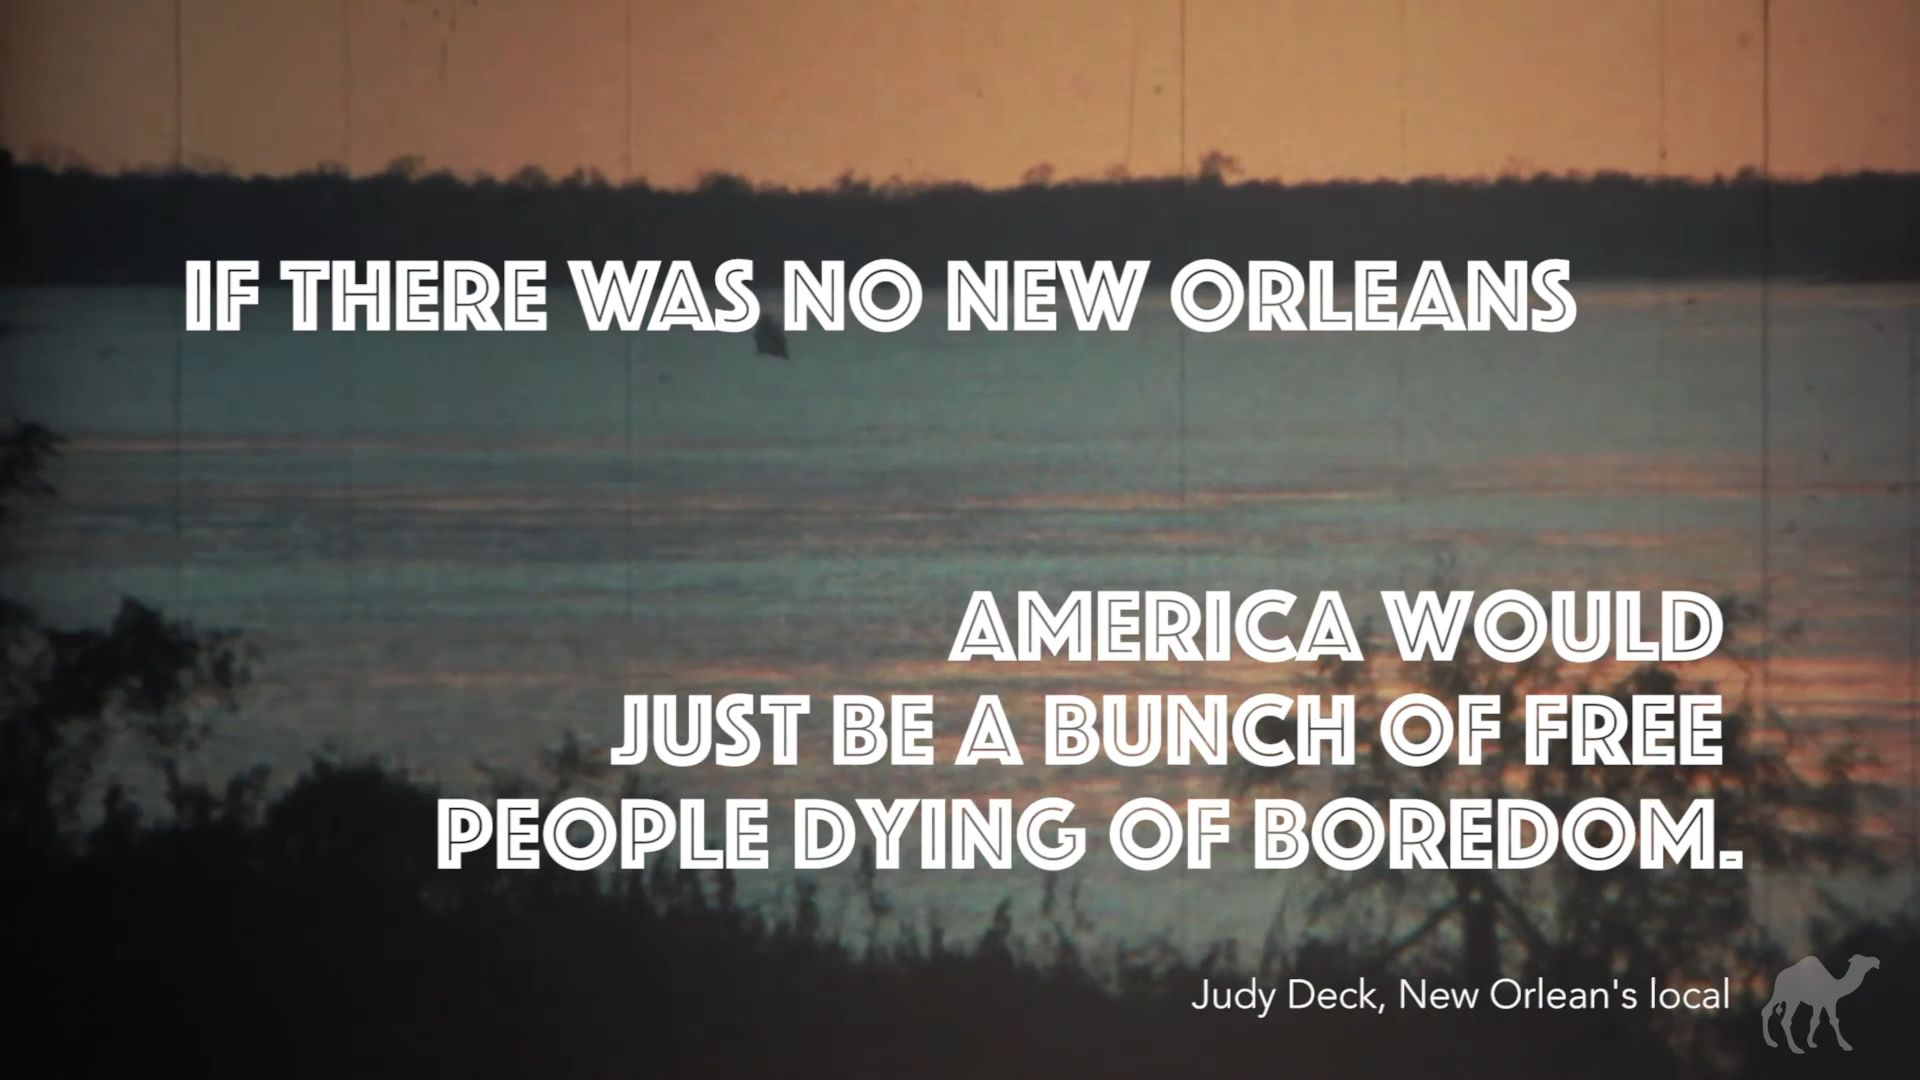 IF THERE WAS NO NEW ORLEANS
AMERICA WOULD
JUST BE A BUNCH OF FREE
PEOPLE DYING OF BOREDOM.
Judy Deck, New Orlean's local